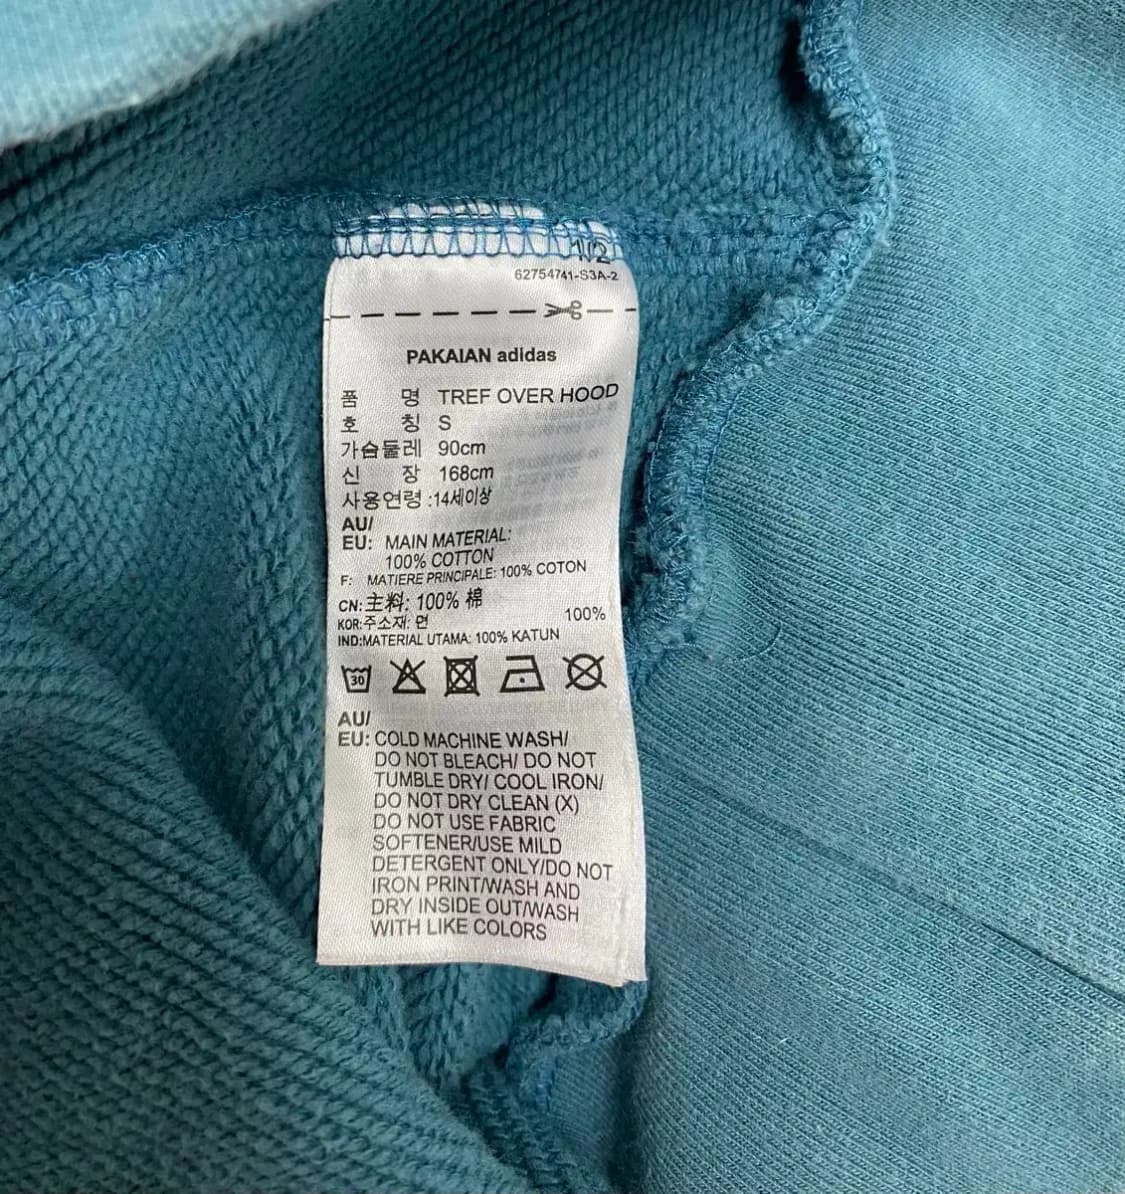 1/2
62754741-S3A-2
PAKAIAN adidas
품 명 TREF OVER HOOD
호 칭 S
가슴둘레 90cm
신 장 168cm
사용연령 :14세이상
AU/
EU: MAIN MATERIAL:
100% COTTON
F: MATIERE PRINCIPALE: 100% COTON
CN:主料: 100% 棉
KOR:주소재: 면 100%
IND:MATERIAL UTAMA: 100% KATUN
30
AU/
EU: COLD MACHINE WASH/
DO NOT BLEACH/ DO NOT
TUMBLE DRY/ COOL IRON/
DO NOT DRY CLEAN (X)
DO NOT USE FABRIC
SOFTENER/USE MILD
DETERGENT ONLY/DO NOT
IRON PRINT/WASH AND
DRY INSIDE OUT/WASH
WITH LIKE COLORS